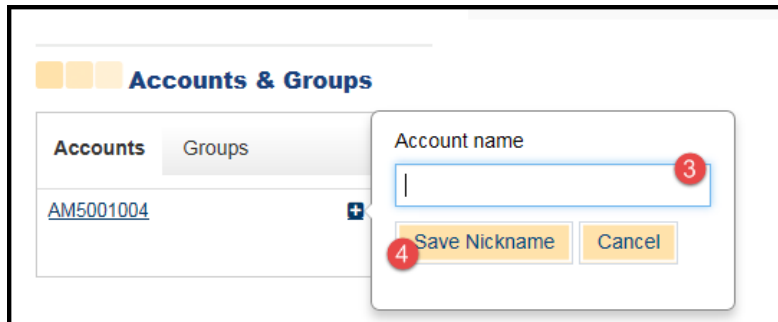 Accounts & Groups
Accounts Groups
AM5001004
Account name
3
4 Save Nickname Cancel